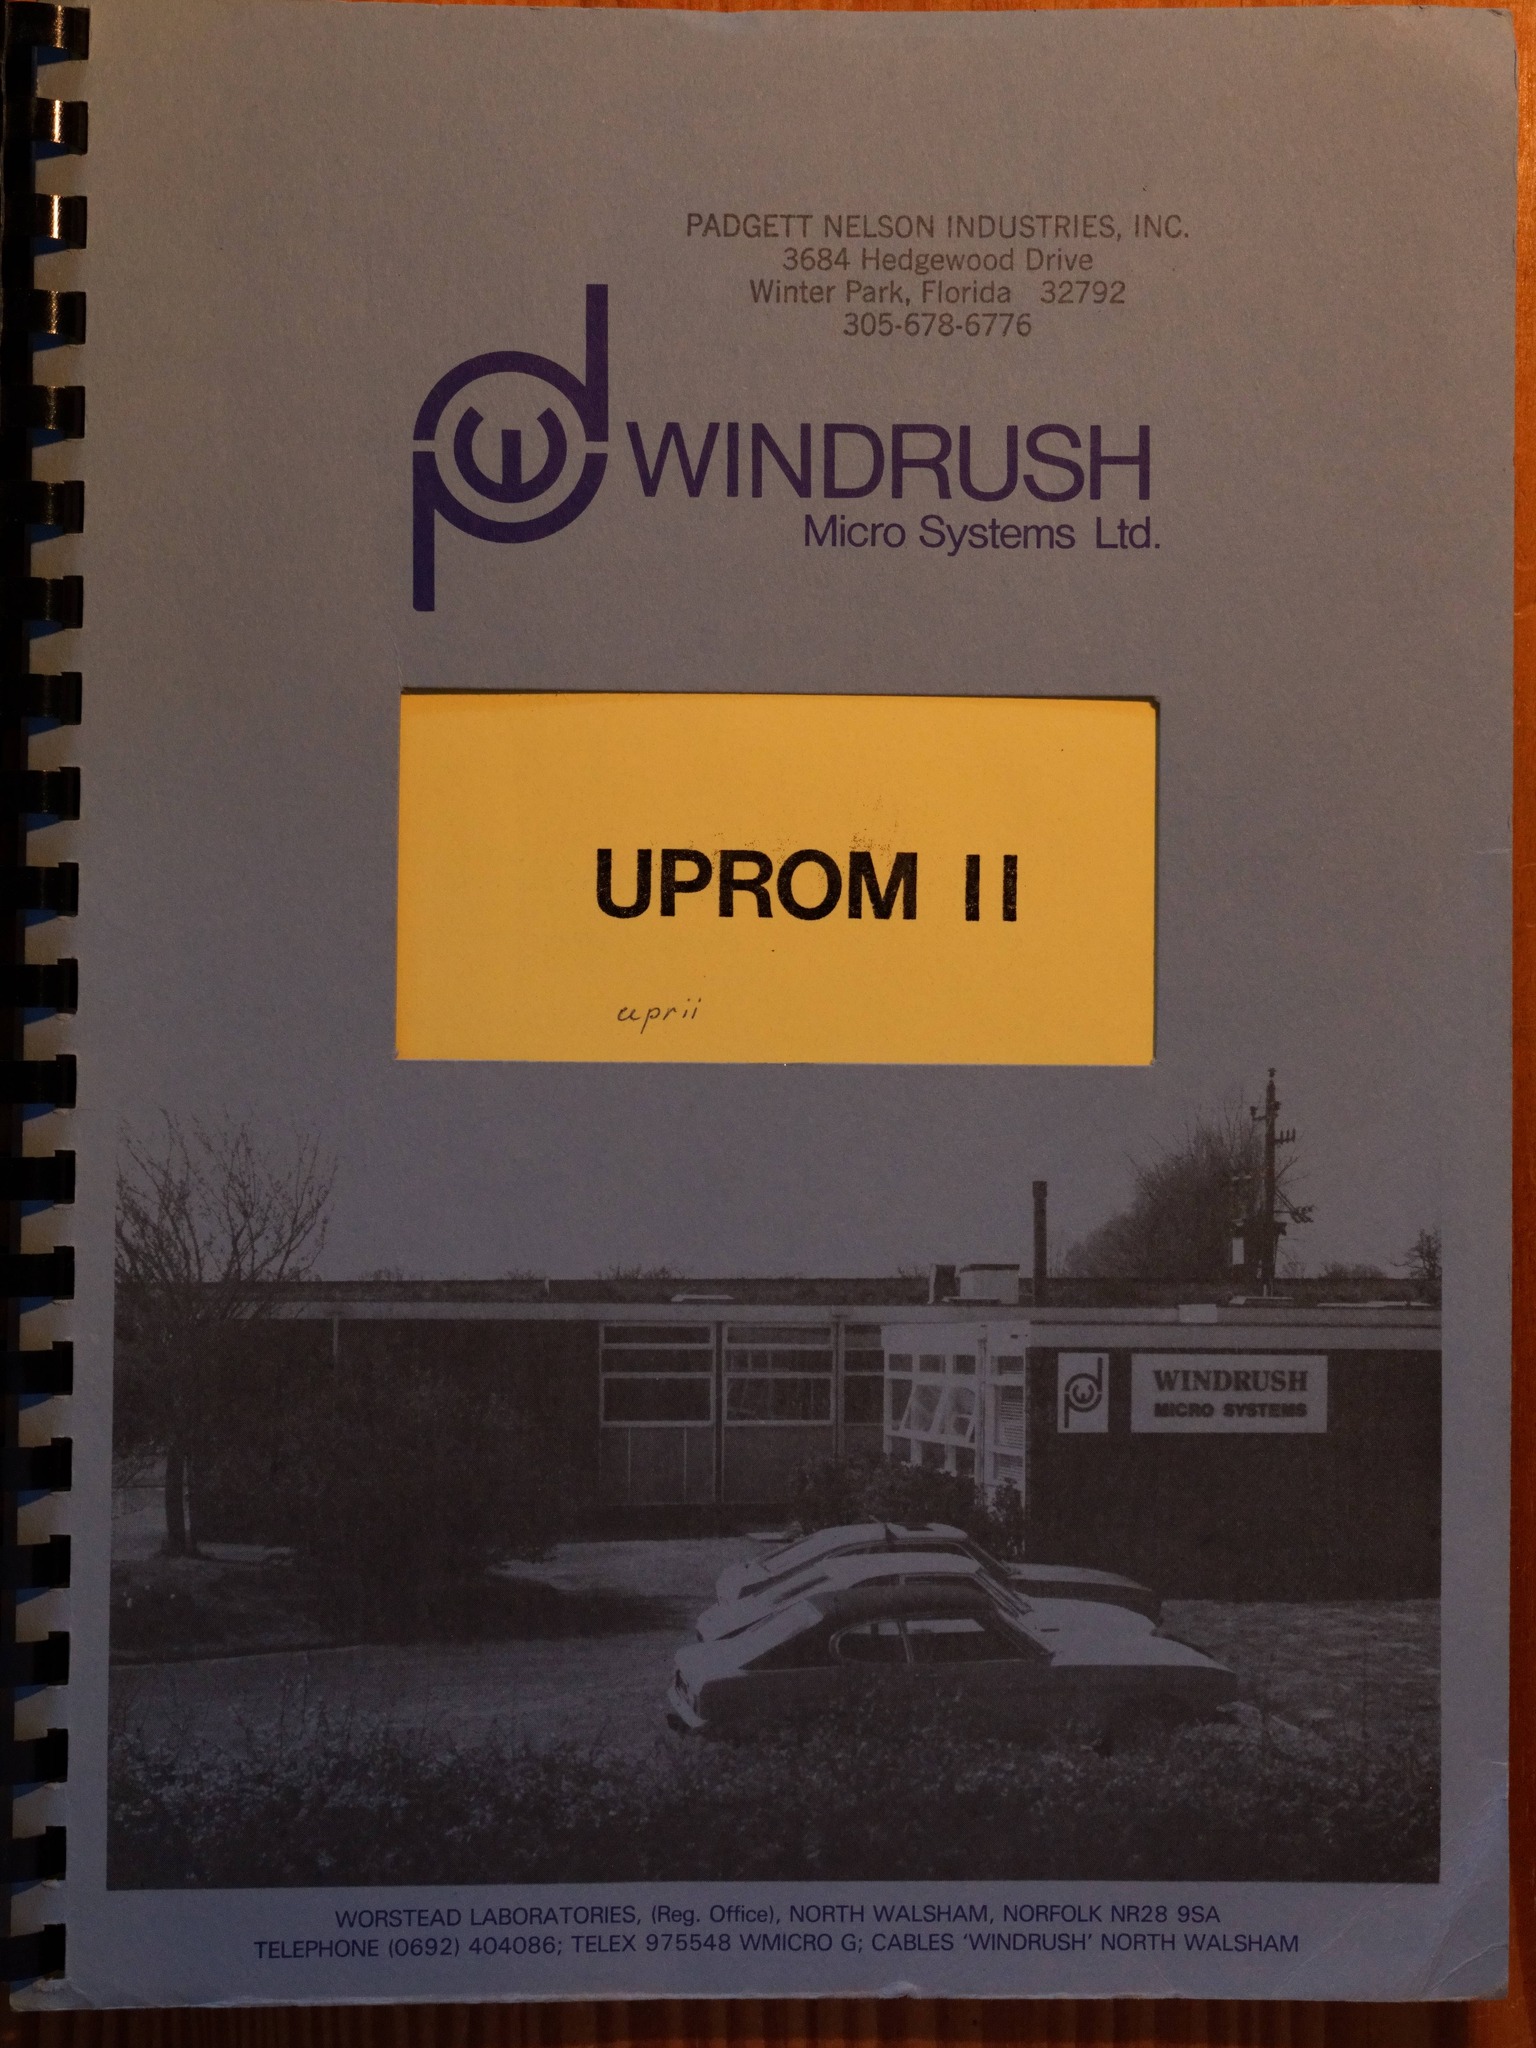 PADGETT NELSON INDUSTRIES, INC.
3684 Hedgewood Drive
Winter Park, Florida 32792
305-678-6776
WINDRUSH
Micro Systems Ltd.
UPROM II
uprii
WINDRUSH
MICRO SYSTEMS
WORSTEAD LABORATORIES, (Reg. Office), NORTH WALSHAM, NORFOLK NR28 9SA
TELEPHONE (0692) 404086; TELEX 975548 WMICRO G; CABLES 'WINDRUSH' NORTH WALSHAM